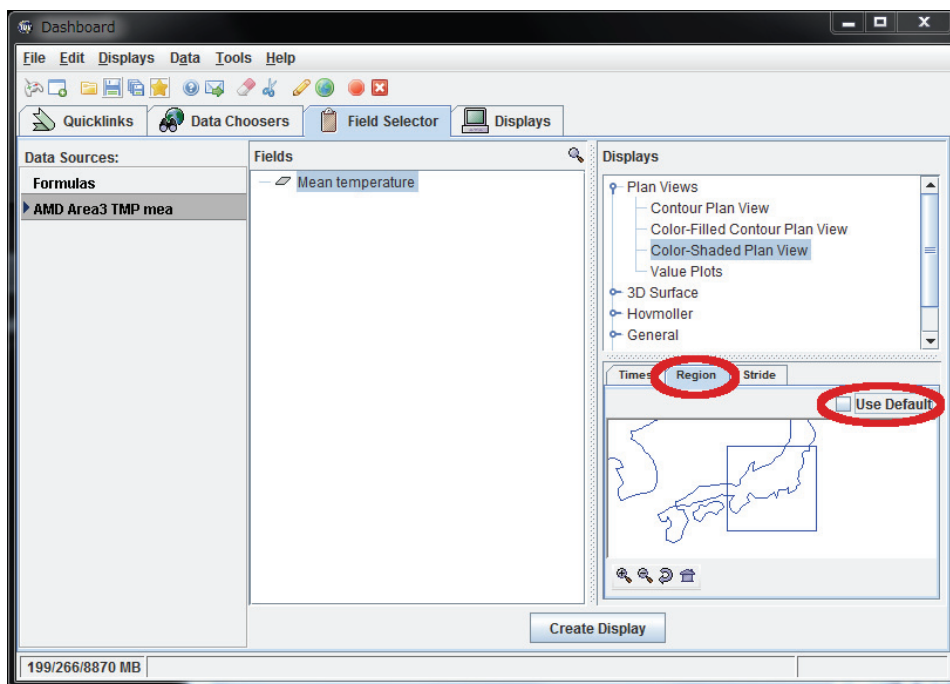 Dashboard
File Edit Displays Data Tools Help
Quicklinks Data Choosers Field Selector Displays
Data Sources:
Formulas
AMD Area3 TMP mea
Fields
Mean temperature
Displays
Plan Views
Contour Plan View
Color-Filled Contour Plan View
Color-Shaded Plan View
Value Plots
3D Surface
Hovmoller
General
Times Region Stride
Use Default
Create Display
199/266/8870 MB